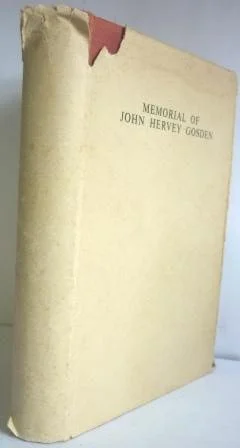 MEMORIAL OF
JOHN HERVEY GOSDEN